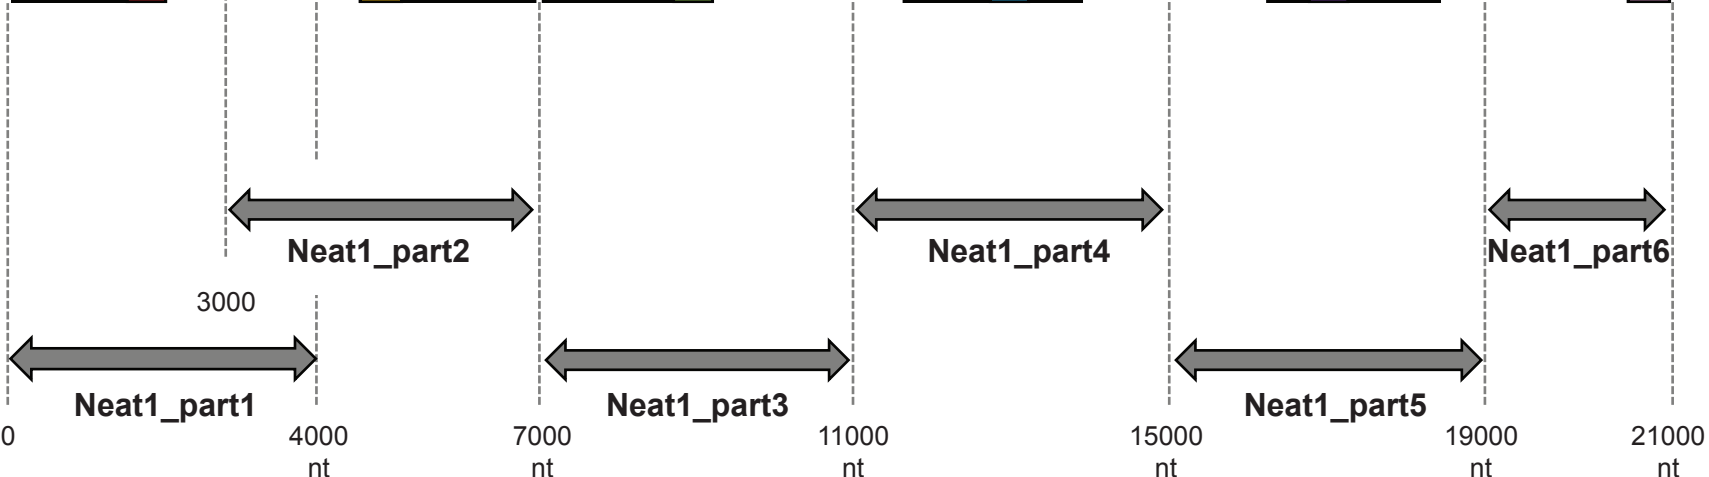 Neat1_part2
Neat1_part4
Neat1_part6
3000
Neat1_part1
Neat1_part3
Neat1_part5
0
4000
nt
7000
nt
11000
nt
15000
nt
19000
nt
21000
nt